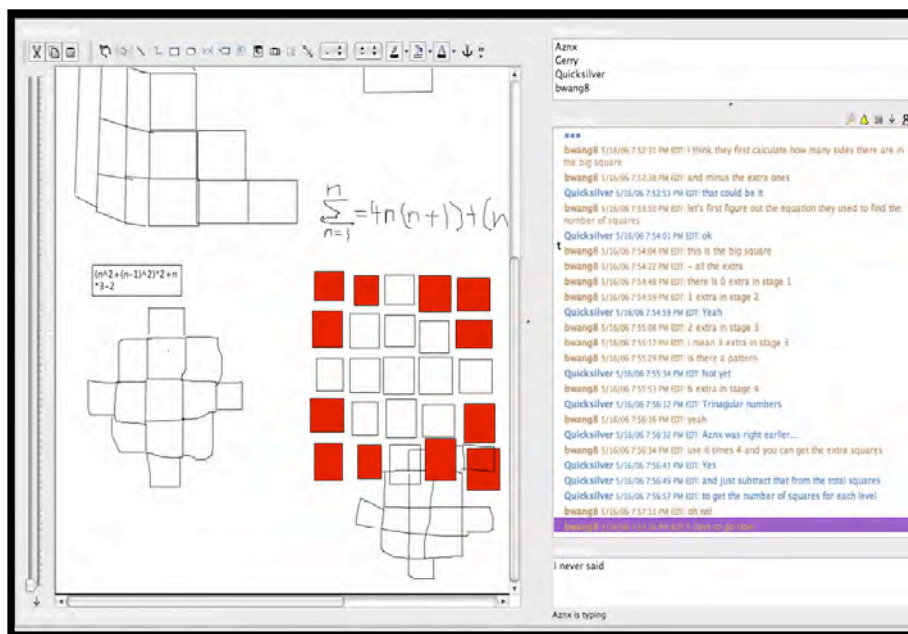 Aznx
Gerry
Quicksilver
bwang8
bwang8 5/16/06 7:52:31 PM EDT: i think they first calculate how many sides there are in
the big square
bwang8 5/16/06 7:52:38 PM EDT: and minus the extra ones
Quicksilver 5/16/06 7:52:53 PM EDT: that could be it
bwang8 5/16/06 7:53:50 PM EDT: let's first figure out the equation they used to find the
number of squares
Quicksilver 5/16/06 7:54:01 PM EDT: ok
t
bwang8 5/16/06 7:54:04 PM EDT: this is the big square
bwang8 5/16/06 7:54:22 PM EDT: - all the extra
bwang8 5/16/06 7:54:48 PM EDT: there is 0 extra in stage 1
bwang8 5/16/06 7:54:59 PM EDT: 1 extra in stage 2
Quicksilver 5/16/06 7:54:59 PM EDT: Yeah
bwang8 5/16/06 7:55:08 PM EDT: 2 extra in stage 3
bwang8 5/16/06 7:55:12 PM EDT: i mean 3 extra in stage 3
bwang8 5/16/06 7:55:29 PM EDT: is there a pattern
Quicksilver 5/16/06 7:55:34 PM EDT: Not yet
bwang8 5/16/06 7:55:53 PM EDT: 6 extra in stage 4
Quicksilver 5/16/06 7:56:12 PM EDT: Trinagular numbers
bwang8 5/16/06 7:56:16 PM EDT: yeah
Quicksilver 5/16/06 7:56:32 PM EDT: Aznx was right earlier...
bwang8 5/16/06 7:56:34 PM EDT: use it times 4 and you can get the extra squares
Quicksilver 5/16/06 7:56:41 PM EDT: Yes
Quicksilver 5/16/06 7:56:49 PM EDT: and just subtract that from the total squares
Quicksilver 5/16/06 7:56:57 PM EDT: to get the number of squares for each level
bwang8 5/16/06 7:57:11 PM EDT: oh no!
bwang8
I never said
Aznx is typing
n
∑ =4n(n+1)+(n
n=1
(n^2+(n-1)^2)*2+n
*3-2